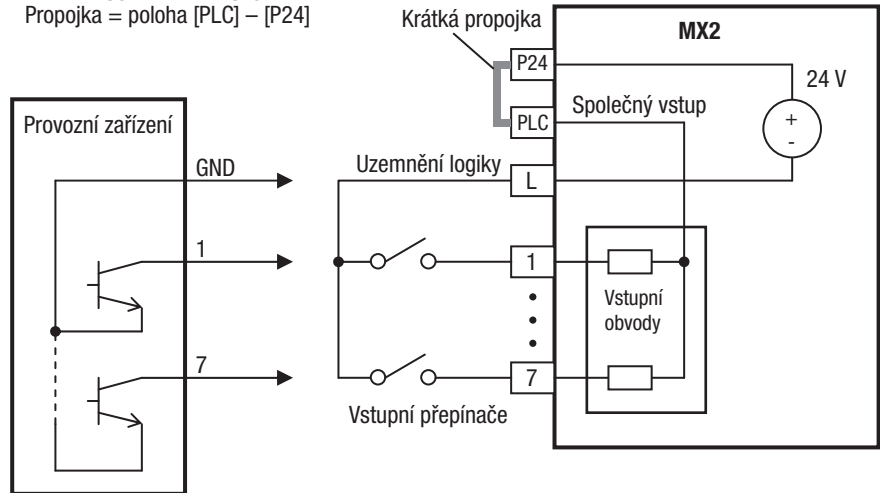 Propojka = poloha [PLC] – [P24]
Krátká propojka
MX2
P24
24 V
PLC
Společný vstup
+
-
Provozní zařízení
GND
Uzemnění logiky
L
1
1
Vstupní
obvody
7
7
Vstupní přepínače